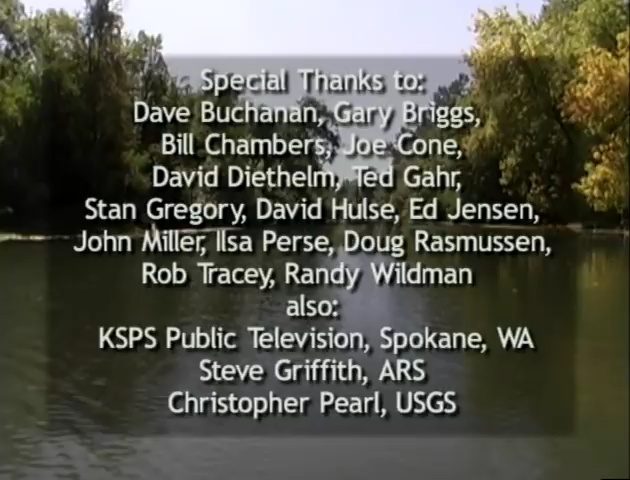 Special Thanks to:
Dave Buchanan, Gary Briggs,
Bill Chambers, Joe Cone,
David Diethelm, Ted Gahr,
Stan Gregory, David Hulse, Ed Jensen,
John Miller, Ilsa Perse, Doug Rasmussen,
Rob Tracey, Randy Wildman
also:
KSPS Public Television, Spokane, WA
Steve Griffith, ARS
Christopher Pearl, USGS